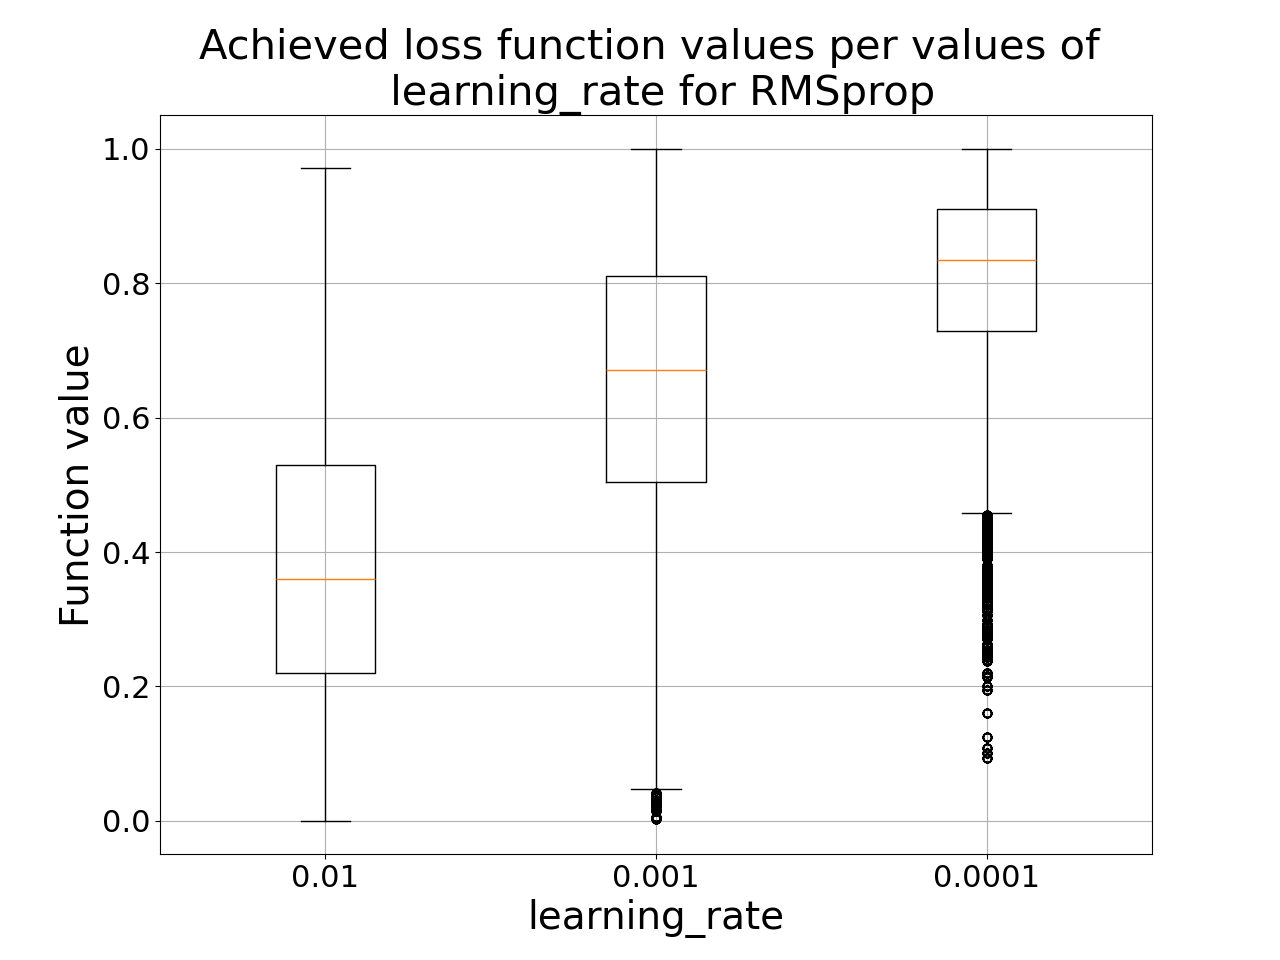 Achieved loss function values per values of
learning_rate for RMSprop
1.0
0.8
0.6
0.4
0.2
0.0
Function value
0.01
0.001
0.0001
learning_rate